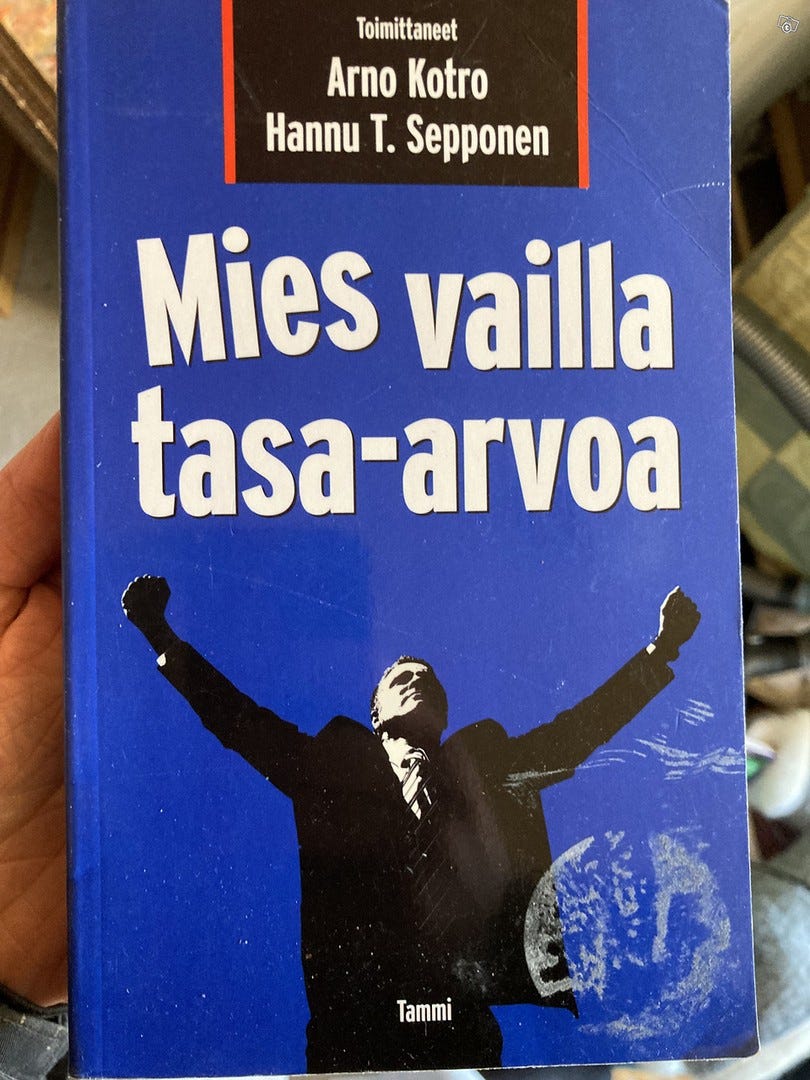 Toimittaneet
Arno Kotro
Hannu T. Sepponen
Mies vailla
tasa-arvoa
Tammi